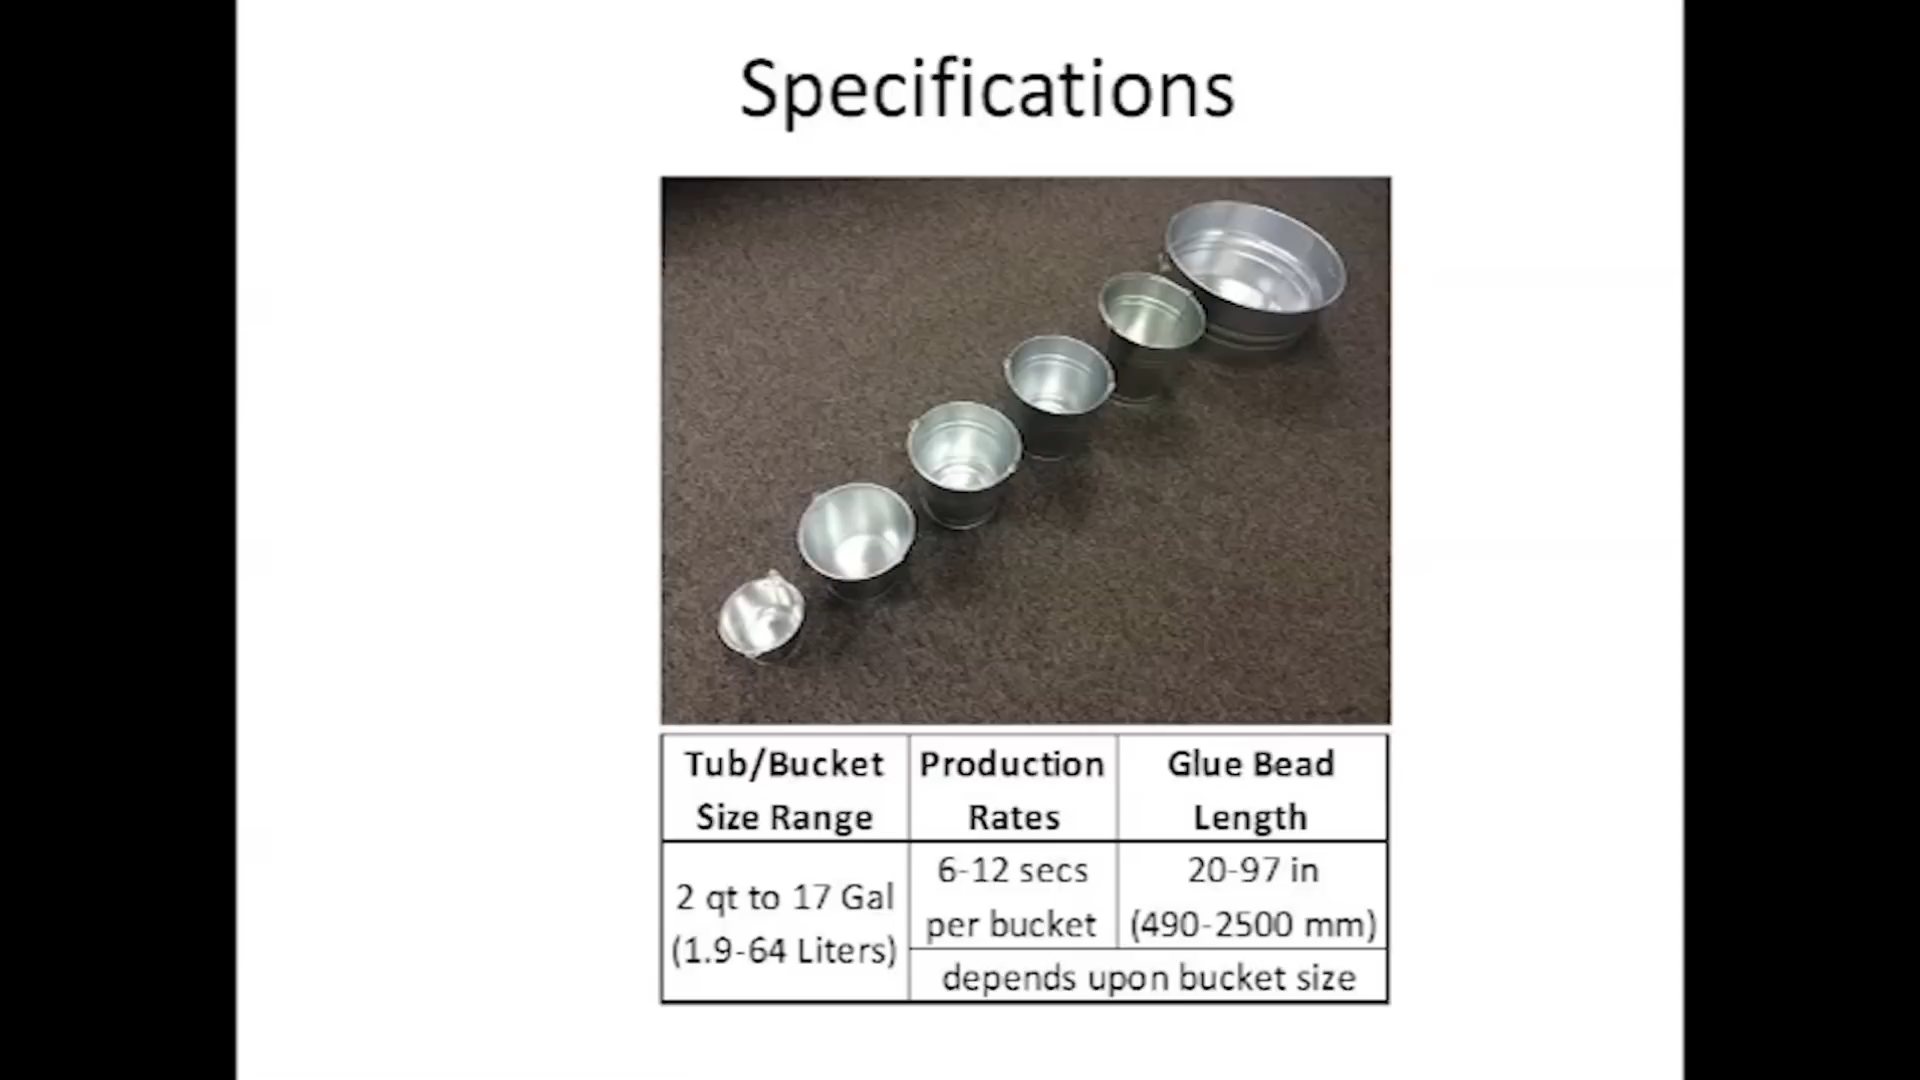 Specifications
Tub/Bucket
Size Range
Production
Rates
Glue Bead
Length
2 qt to 17 Gal
(1.9-64 Liters)
6-12 secs
per bucket
20-97 in
(490-2500 mm)
depends upon bucket size